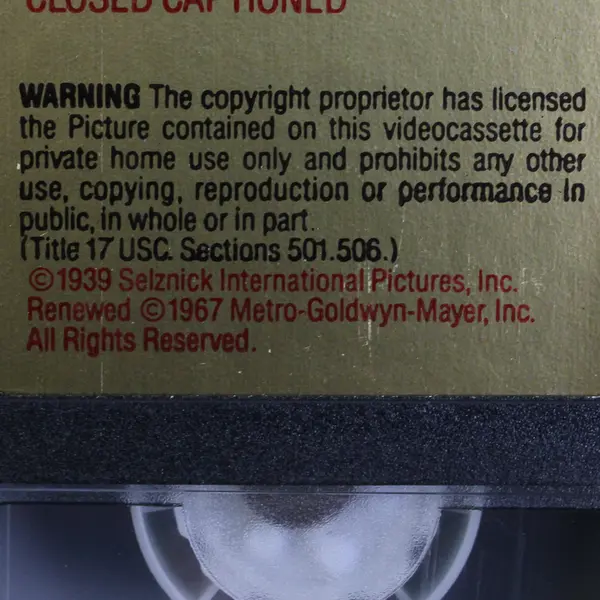 CLOSED CAPTIONED
WARNING The copyright proprietor has licensed
the Picture contained on this videocassette for
private home use only and prohibits any other
use, copying, reproduction or performance in
public, in whole or in part.
(Title 17 USC. Sections 501.506.)
©1939 Selznick International Pictures, Inc.
Renewed ©1967 Metro-Goldwyn-Mayer, Inc.
All Rights Reserved.